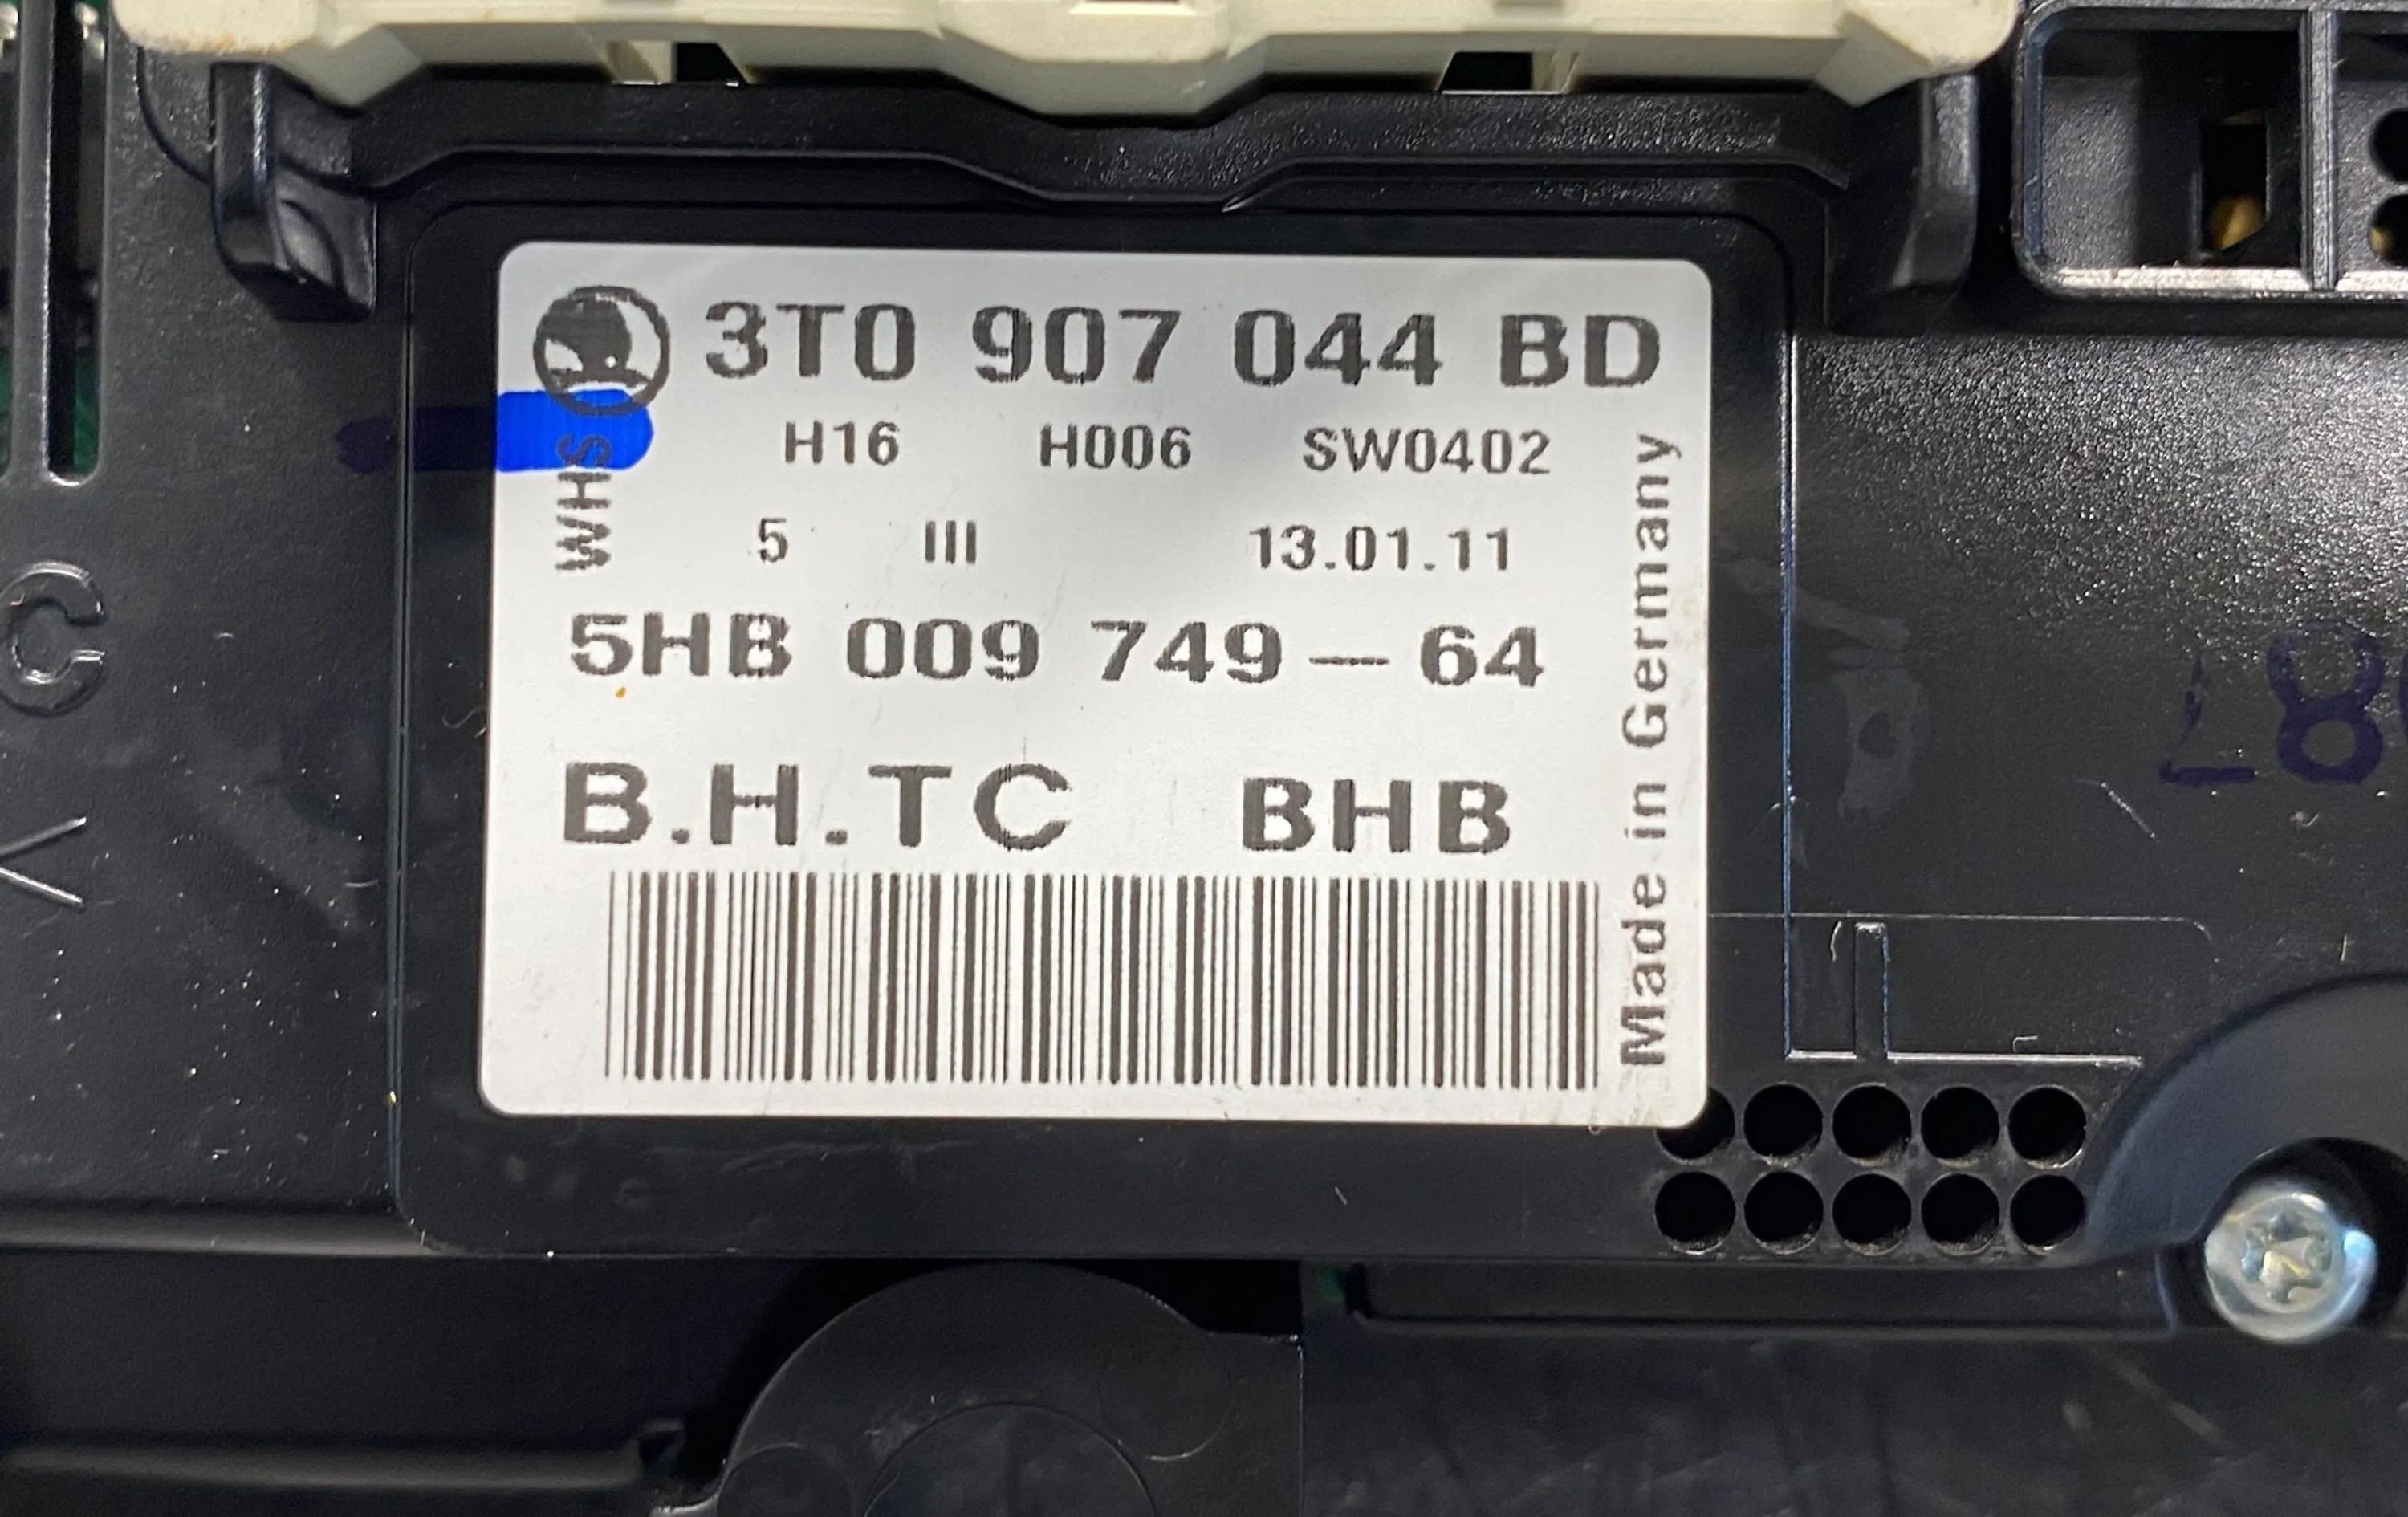 3T0 907 044 BD
H16 H006 SW0402
WHS
5 III 13.01.11
5HB 009 749-64
B.H.TC BHB
Made in Germany
C
87